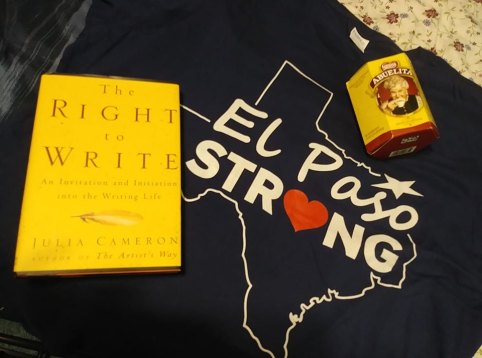 The
RIGHT
to
WRITE
An Invitation and Initiation
into the Writing Life
JULIA CAMERON
AUTHOR OF The Artist's Way
El Paso
STRONG
Nestlé
ABUELITA